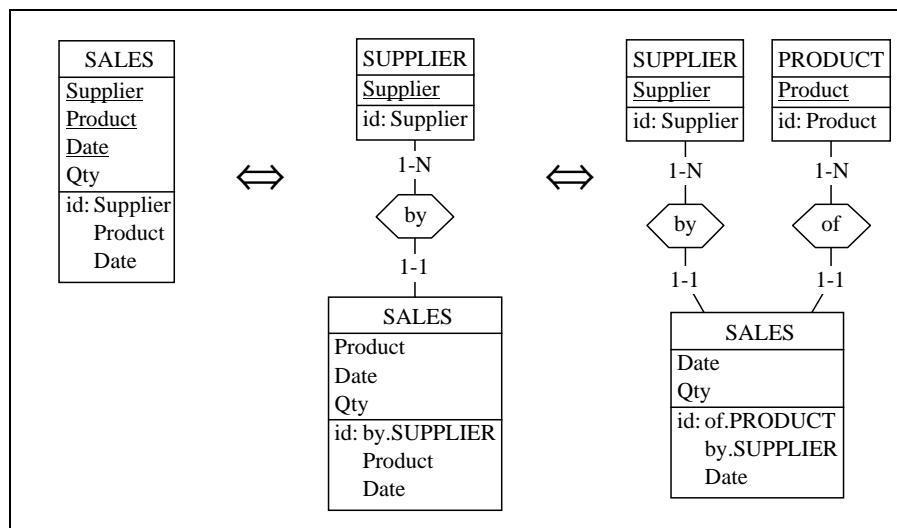 SALES
Supplier
Product
Date
Qty
id: Supplier
Product
Date
SUPPLIER
Supplier
id: Supplier
1-N
by
1-1
SALES
Product
Date
Qty
id: by.SUPPLIER
Product
Date
SUPPLIER
Supplier
id: Supplier
1-N
by
1-1
PRODUCT
Product
id: Product
1-N
of
1-1
SALES
Date
Qty
id: of.PRODUCT
by.SUPPLIER
Date